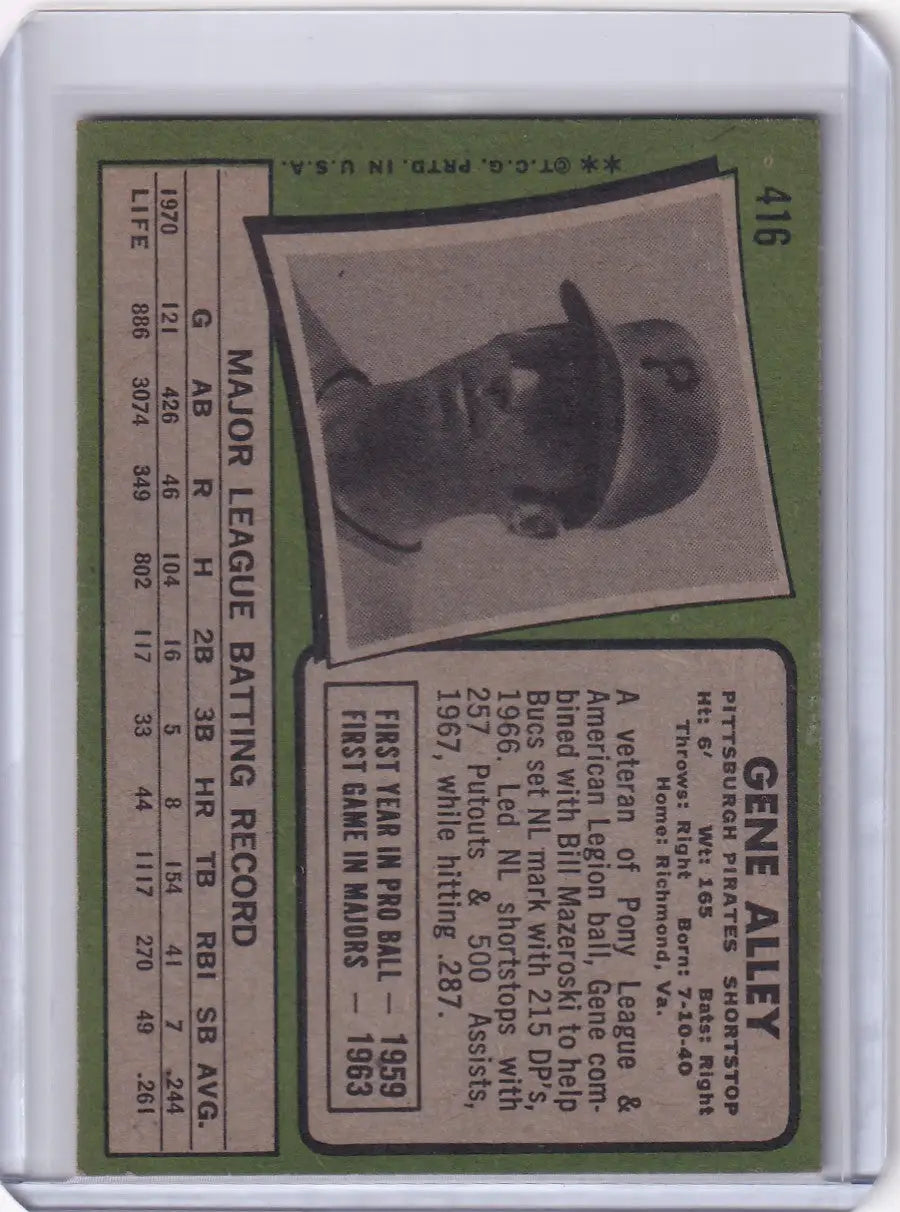 416
**©T.C.G. PRTD. IN U.S.A.
P
GENE ALLEY
PITTSBURGH PIRATES SHORTSTOP
Ht: 6' Wt: 165 Bats: Right
Throws: Right Born: 7-10-40
Home: Richmond, Va.
A veteran of Pony League &
American Legion ball, Gene com-
bined with Bill Mazeroski to help
Bucs set NL mark with 215 DP's,
1966. Led NL shortstops with
257 Putouts & 500 Assists,
1967, while hitting .287.
FIRST YEAR IN PRO BALL — 1959
FIRST GAME IN MAJORS — 1963
MAJOR LEAGUE BATTING RECORD
G AB R H 2B 3B HR TB RBI SB AVG.
1970 121 426 46 104 16 5 8 154 41 7 .244
LIFE 886 3074 349 802 117 33 44 1117 270 49 .261